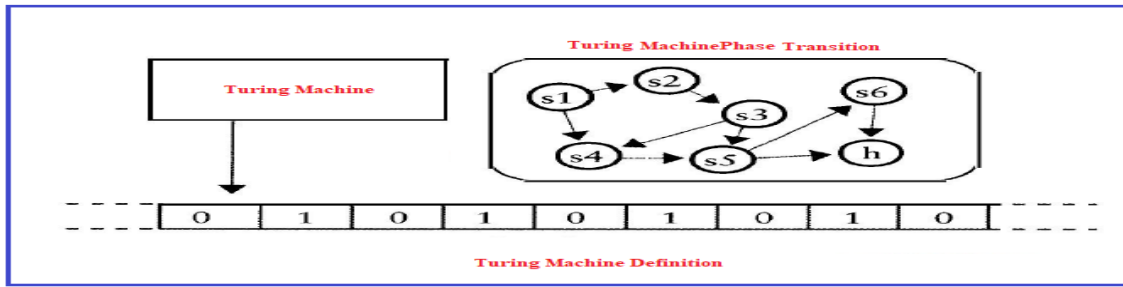 Turing MachinePhase Transition
Turing Machine
s1
s2
s3
s4
s5
s6
h
0 1 0 1 0 1 0 1 0
Turing Machine Definition